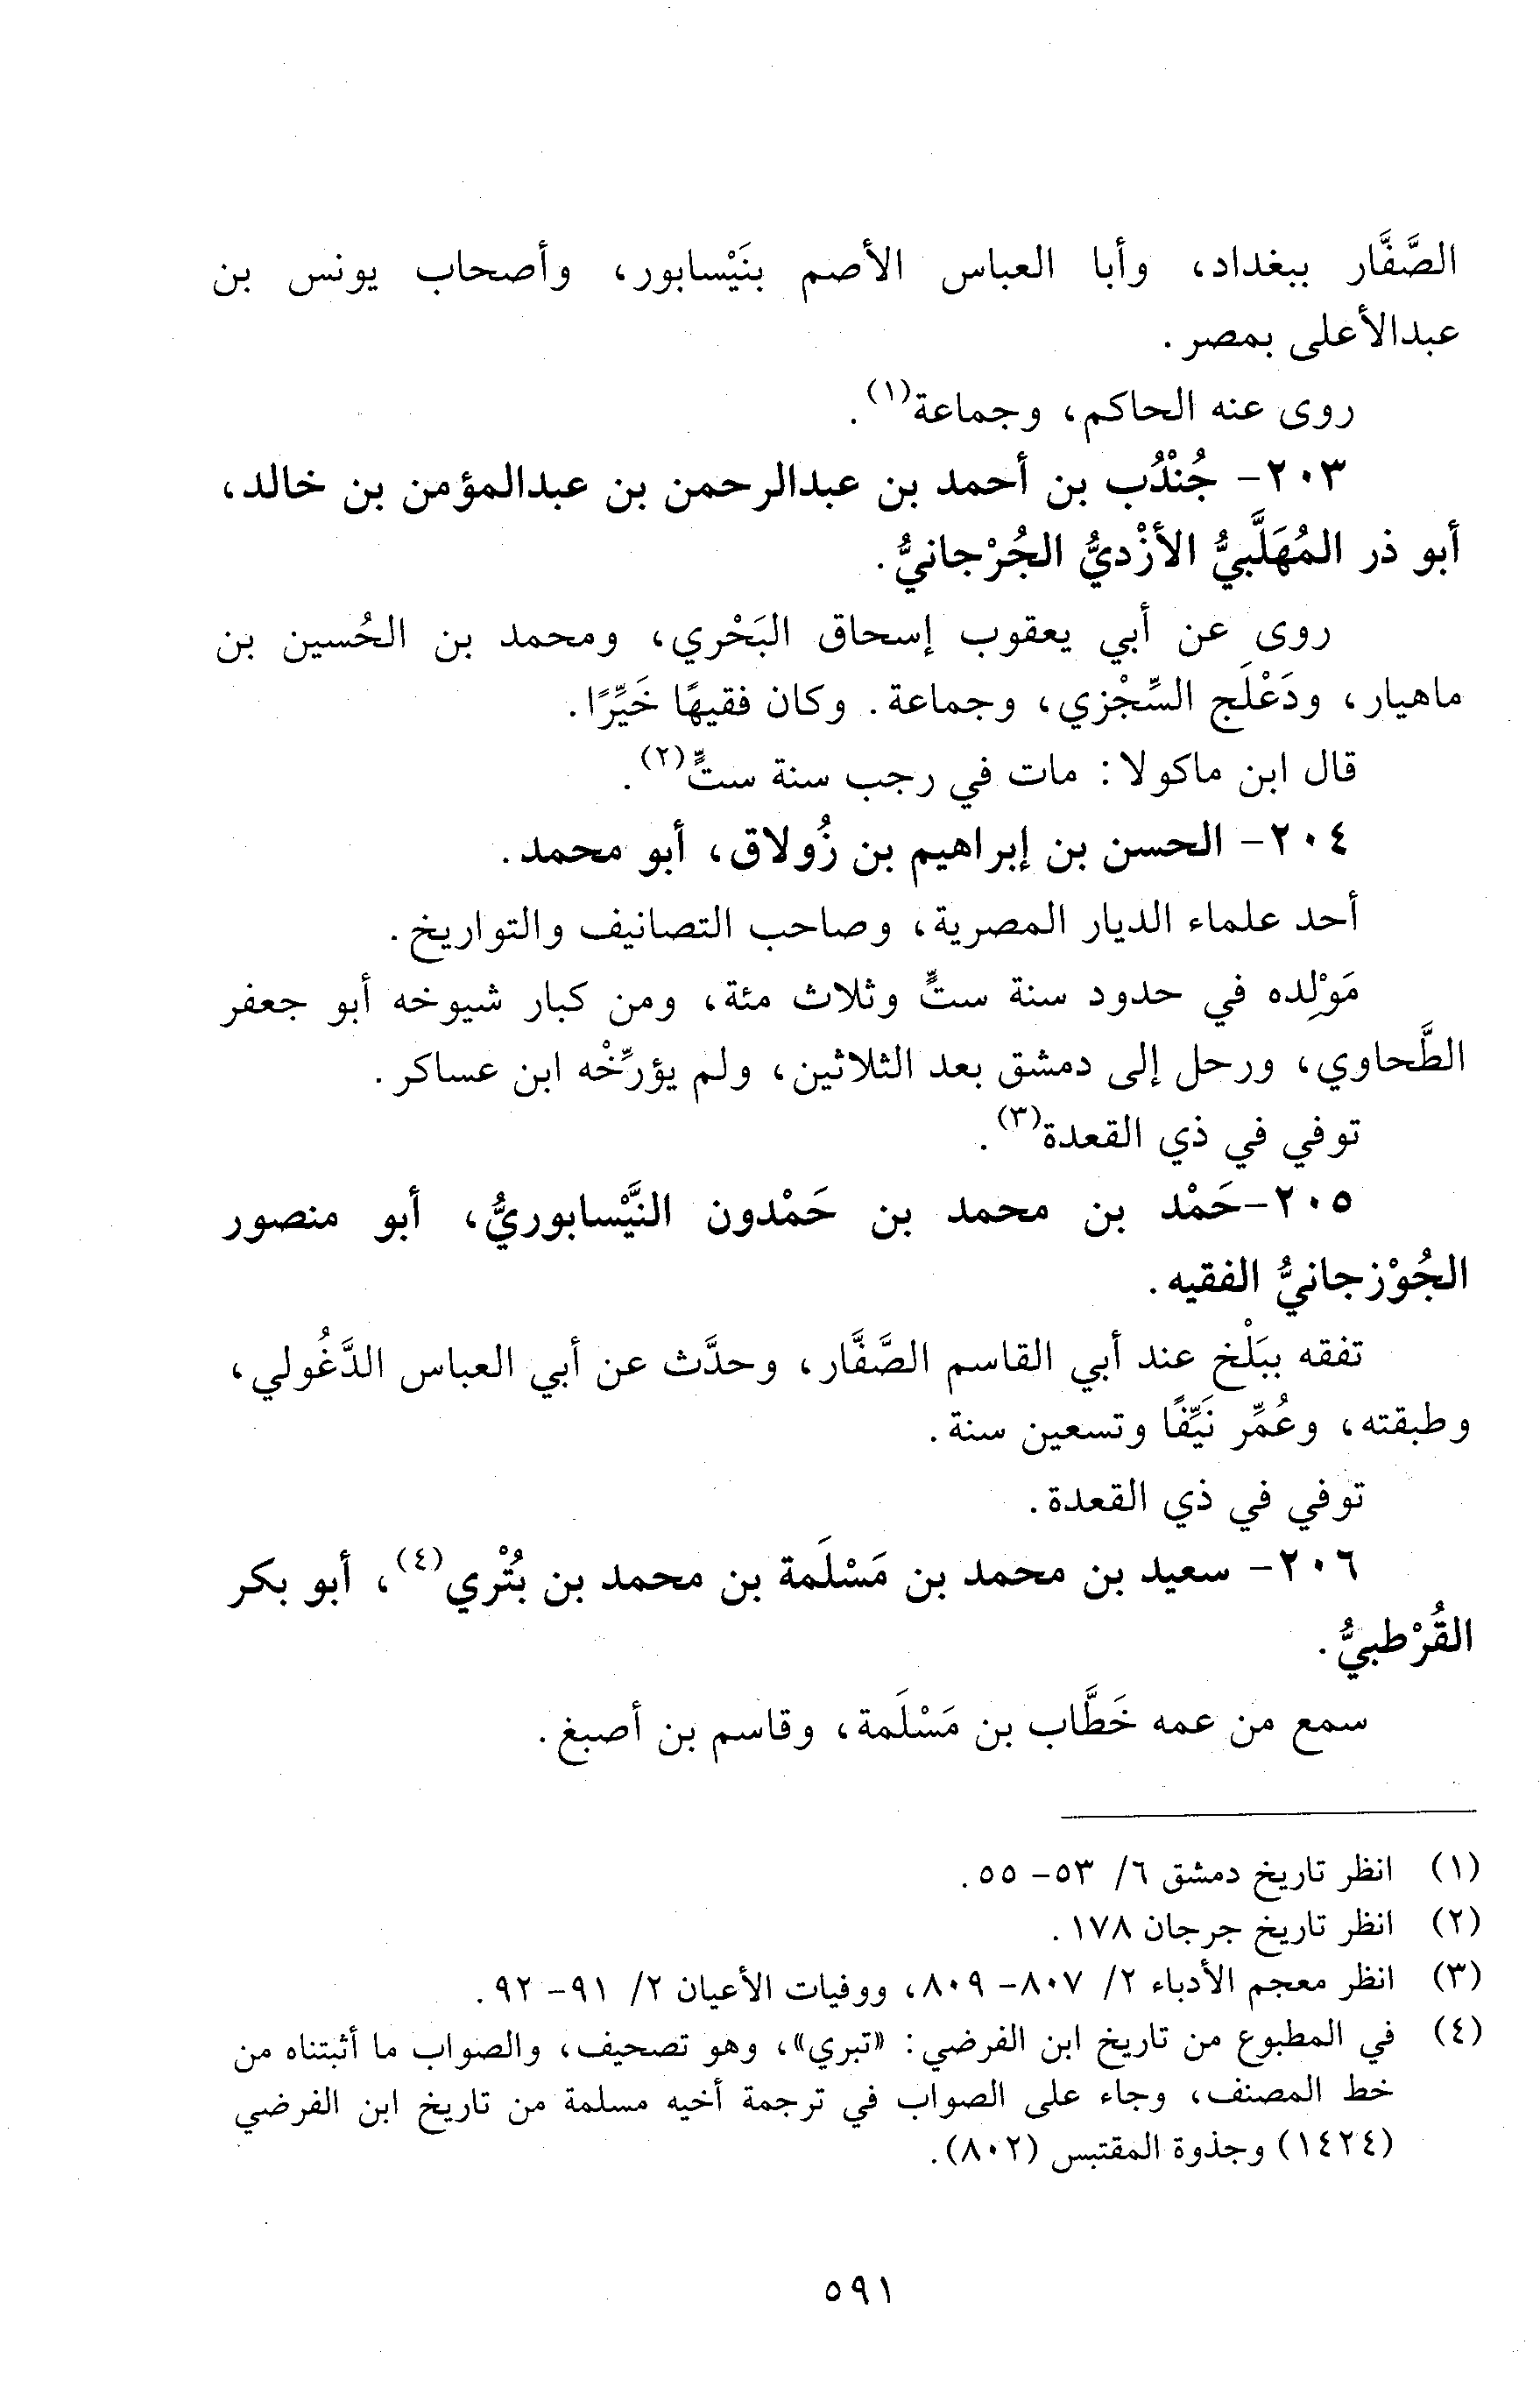 الصَّفَّار ببغداد، وأبا العباس الأصم بنَيْسابور، وأصحاب يونس بن
عبدالأعلى بمصر.
روى عنه الحاكم، وجماعة(١).
٢٠٣- جُنْدُب بن أحمد بن عبدالرحمن بن عبدالمؤمن بن خالد،
أبو ذر المُهَلَّبيُّ الأزْديُّ الجُرْجانيُّ.
روى عن أبي يعقوب إسحاق البَحْري، ومحمد بن الحُسين بن
ماهيار، ودَعْلَج السِّجْزي، وجماعة. وكان فقيهًا خَيِّرًا.
قال ابن ماكولا: مات في رجب سنة ستٍّ(٢).
٢٠٤- الحسن بن إبراهيم بن زُولاق، أبو محمد.
أحد علماء الديار المصرية، وصاحب التصانيف والتواريخ.
مَوْلِده في حدود سنة ستٍّ وثلاث مئة، ومن كبار شيوخه أبو جعفر
الطَّحاوي، ورحل إلى دمشق بعد الثلاثين، ولم يؤرِّخْه ابن عساكر.
توفي في ذي القعدة(٣).
٢٠٥-حَمْد بن محمد بن حَمْدون النَّيْسابوريُّ، أبو منصور
الجُوْزجانيُّ الفقيه.
تفقه ببَلْخ عند أبي القاسم الصَّفَّار، وحدَّث عن أبي العباس الدَّغُولي،
وطبقته، وعُمِّر نَيِّفًا وتسعين سنة.
توفي في ذي القعدة.
٢٠٦- سعيد بن محمد بن مَسْلَمة بن محمد بن بُتْري(٤)، أبو بكر
القُرْطبيُّ.
سمع من عمه خَطَّاب بن مَسْلَمة، وقاسم بن أصبغ.
(١) انظر تاريخ دمشق ٦/ ٥٣- ٥٥.
(٢) انظر تاريخ جرجان ١٧٨.
(٣) انظر معجم الأدباء ٢/ ٨٠٧- ٨٠٩، ووفيات الأعيان ٢/ ٩١- ٩٢.
(٤) في المطبوع من تاريخ ابن الفرضي: «تبري»، وهو تصحيف، والصواب ما أثبتناه من
خط المصنف، وجاء على الصواب في ترجمة أخيه مسلمة من تاريخ ابن الفرضي
(١٤٢٤) وجذوة المقتبس (٨٠٢).
٥٩١